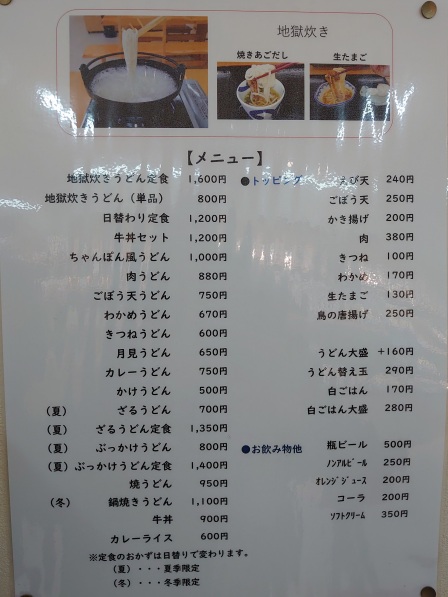 地獄炊き
焼きあごだし
生たまご
【メニュー】
地獄炊きうどん定食 1,600円
地獄炊きうどん（単品） 800円
日替わり定食 1,200円
牛丼セット 1,200円
ちゃんぽん風うどん 1,000円
肉うどん 880円
ごぼう天うどん 750円
わかめうどん 670円
きつねうどん 600円
月見うどん 650円
カレーうどん 750円
かけうどん 500円
（夏） ざるうどん 700円
（夏） ざるうどん定食 1,350円
（夏） ぶっかけうどん 800円
（夏）ぶっかけうどん定食 1,400円
焼うどん 950円
（冬） 鍋焼きうどん 1,100円
牛丼 900円
カレーライス 600円
※定食のおかずは日替りで変わります。
（夏）・・・夏季限定
（冬）・・・冬季限定
●トッピング えび天 240円
ごぼう天 250円
かき揚げ 200円
肉 380円
きつね 100円
わかめ 170円
生たまご 130円
鳥の唐揚げ 250円
うどん大盛 +160円
うどん替え玉 290円
白ごはん 170円
白ごはん大盛 280円
●お飲み物他 瓶ビール 500円
ノンアルビール 250円
オレンジジュース 200円
コーラ 200円
ソフトクリーム 350円